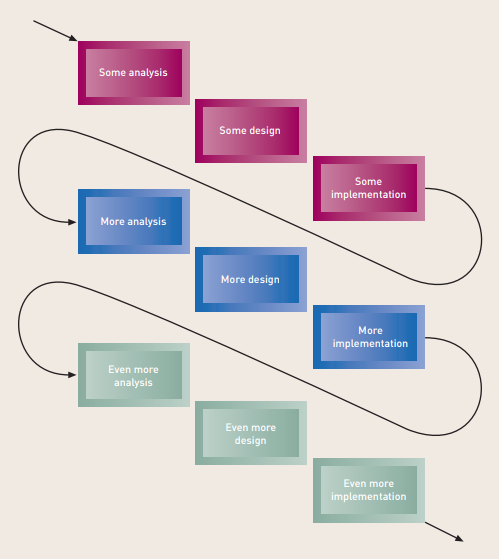 Some analysis
Some design
Some
implementation
More analysis
More design
More
implementation
Even more
analysis
Even more
design
Even more
implementation